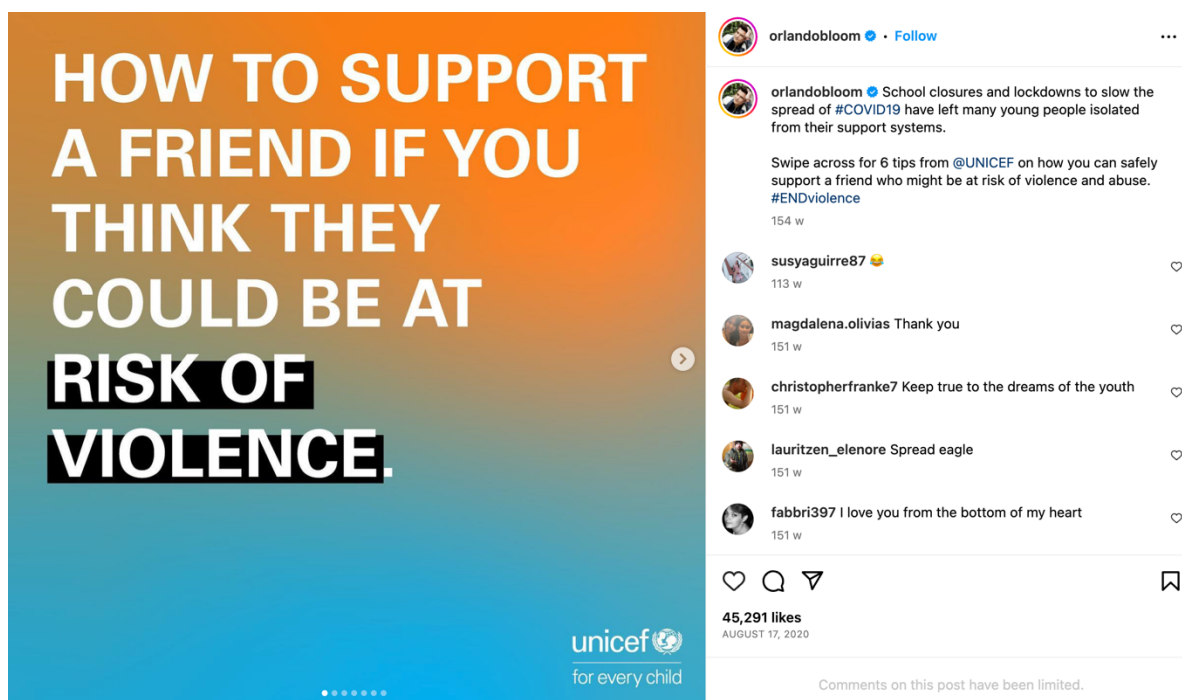 HOW TO SUPPORT
A FRIEND IF YOU
THINK THEY
COULD BE AT
RISK OF
VIOLENCE.
unicef
for every child
orlandobloom • Follow
orlandobloom School closures and lockdowns to slow the
spread of #COVID19 have left many young people isolated
from their support systems.
Swipe across for 6 tips from @UNICEF on how you can safely
support a friend who might be at risk of violence and abuse.
#ENDviolence
154 w
susyaguirre87 😂
113 w
magdalena.olivias Thank you
151 w
christopherfranke7 Keep true to the dreams of the youth
151 w
lauritzen_elenore Spread eagle
151 w
fabbri397 I love you from the bottom of my heart
151 w
45,291 likes
AUGUST 17, 2020
Comments on this post have been limited.